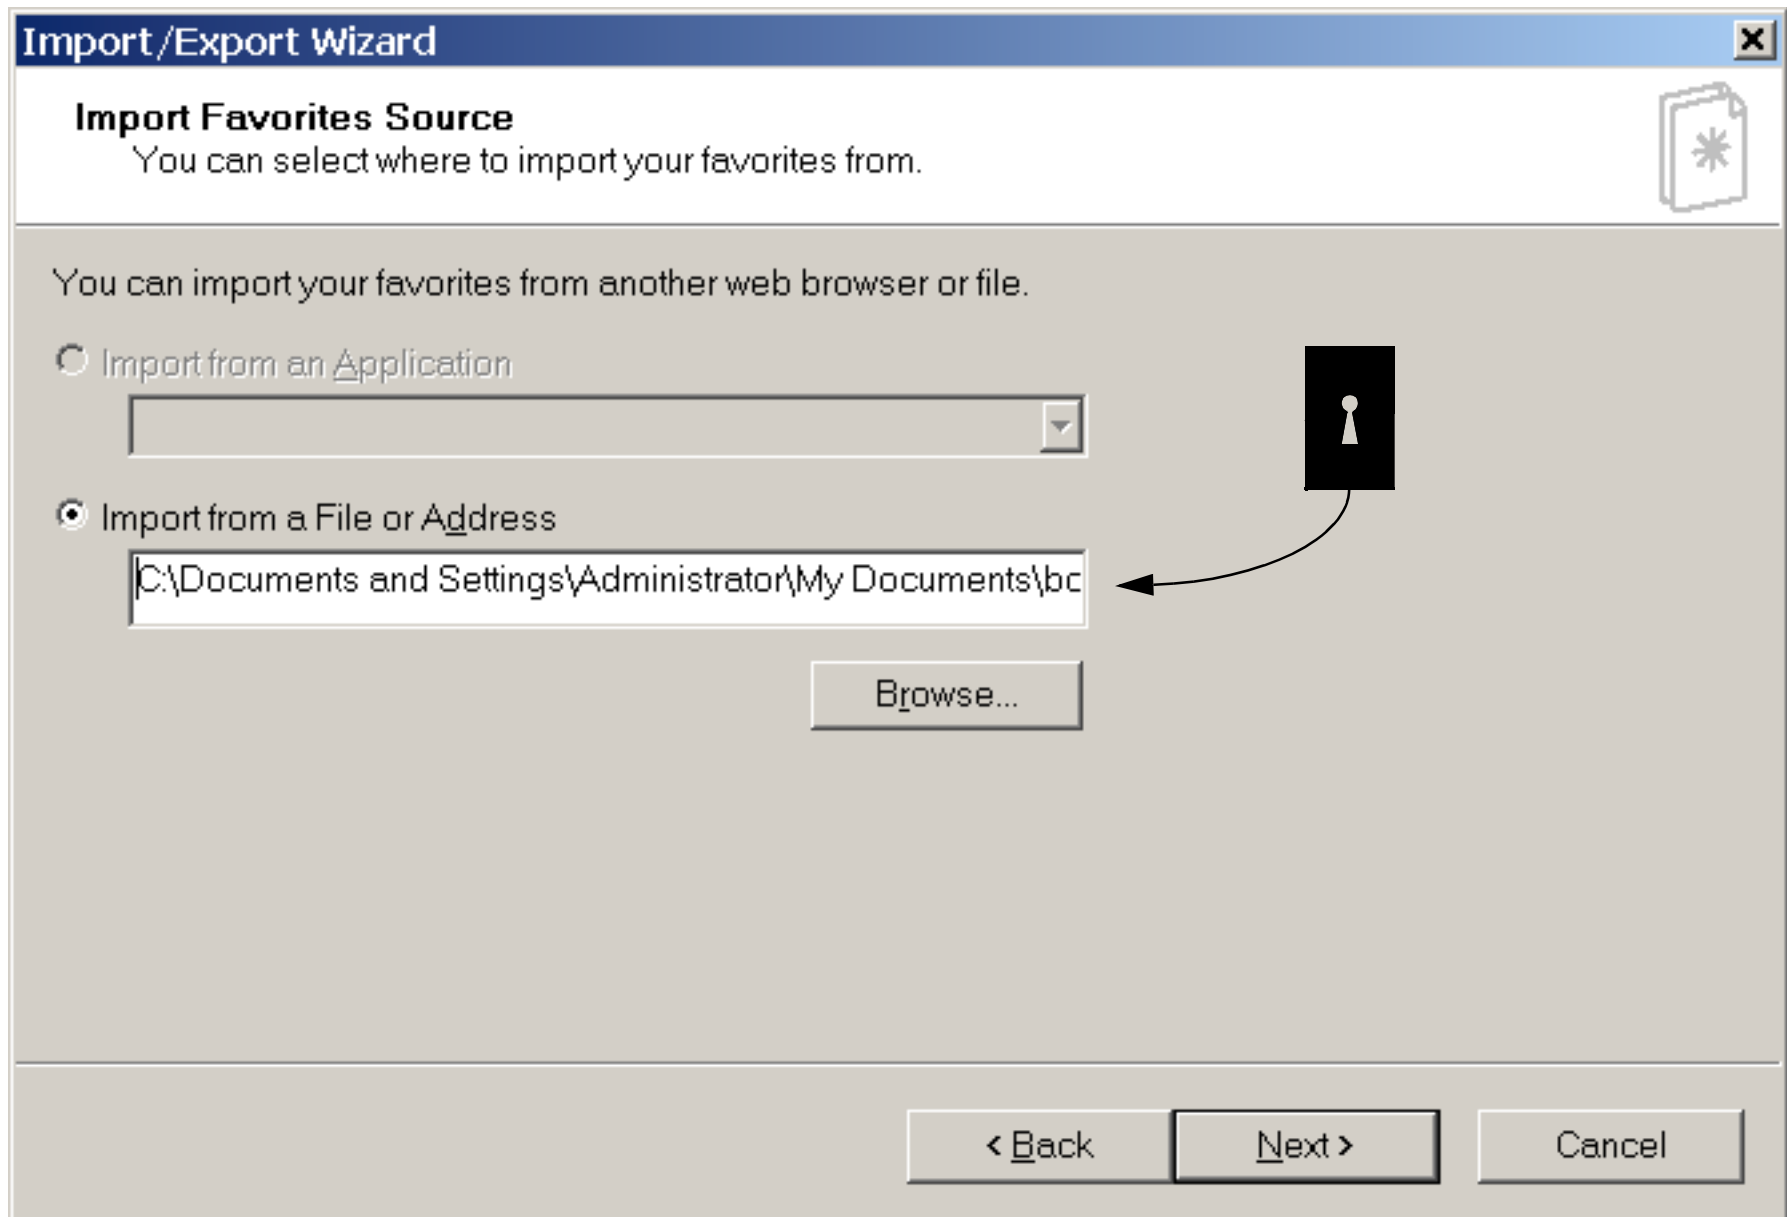 Import/Export Wizard
Import Favorites Source
You can select where to import your favorites from.
You can import your favorites from another web browser or file.
Import from an Application
Import from a File or Address
C:\Documents and Settings\Administrator\My Documents\bo
Browse...
< Back
Next >
Cancel